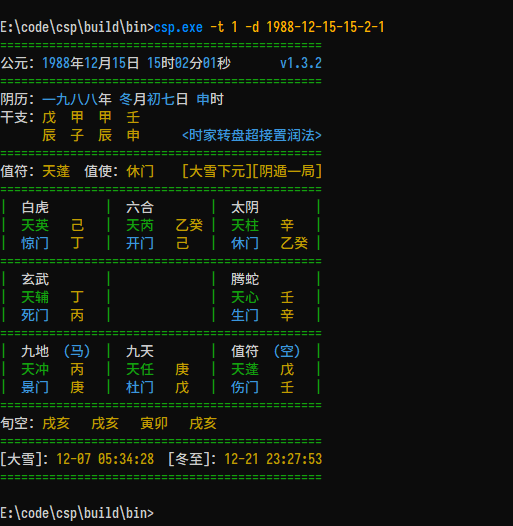 E:\code\csp\build\bin>csp.exe -t 1 -d 1988-12-15-15-2-1
==============================================
公元: 1988年12月15日 15时02分01秒 v1.3.2
==============================================
阴历: 一九八八年 冬月初七日 申时
干支: 戊 甲 甲 壬
辰 子 辰 申 <时家转盘超接置润法>
==============================================
值符: 天蓬 值使: 休门 [大雪下元][阴遁一局]
==============================================
| 白虎 | 六合 | 太阴 |
| 天英 己 | 天芮 乙癸 | 天柱 辛 |
| 惊门 丁 | 开门 己 | 休门 乙癸 |
==============================================
| 玄武 | | 腾蛇 |
| 天辅 丁 | | 天心 壬 |
| 死门 丙 | | 生门 辛 |
==============================================
| 九地 (马) | 九天 | 值符 (空) |
| 天冲 丙 | 天任 庚 | 天蓬 戊 |
| 景门 庚 | 杜门 戊 | 伤门 壬 |
==============================================
旬空: 戌亥 戌亥 寅卯 戌亥
==============================================
[大雪]: 12-07 05:34:28 [冬至]: 12-21 23:27:53
==============================================
E:\code\csp\build\bin>